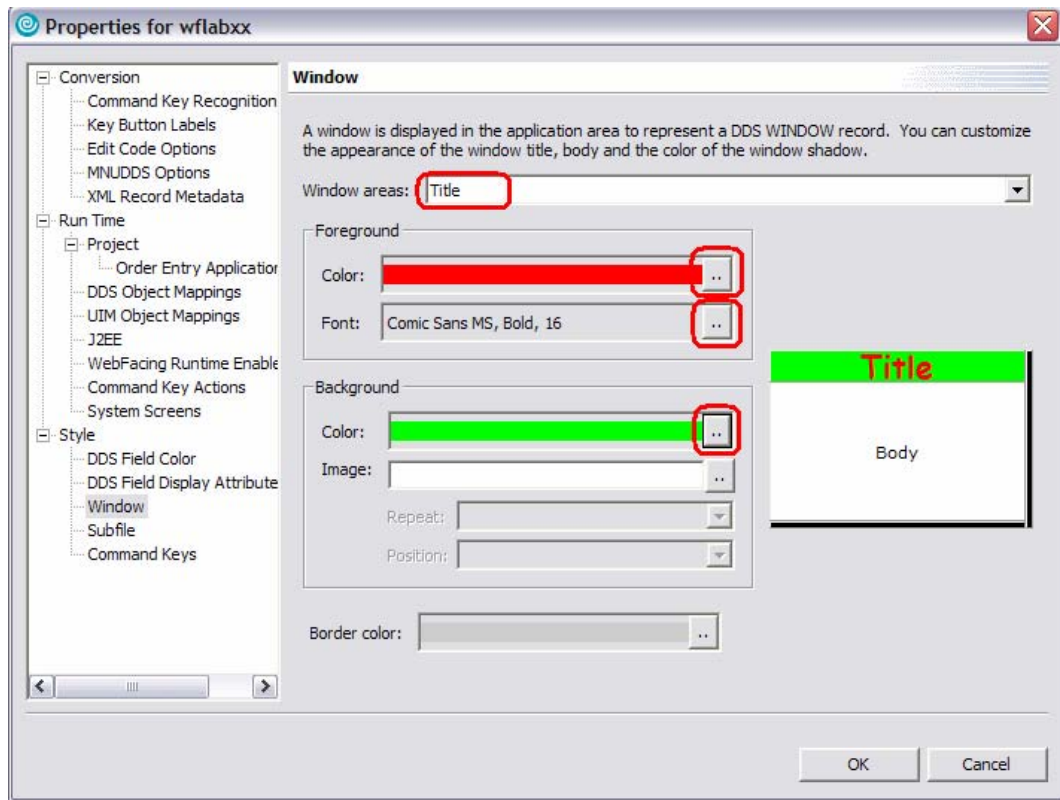 Properties for wflabxx
Conversion
Command Key Recognition
Key Button Labels
Edit Code Options
MNUDDS Options
XML Record Metadata
Run Time
Project
Order Entry Application
DDS Object Mappings
UIM Object Mappings
J2EE
WebFacing Runtime Enable
Command Key Actions
System Screens
Style
DDS Field Color
DDS Field Display Attribute
Window
Subfile
Command Keys
Window
A window is displayed in the application area to represent a DDS WINDOW record. You can customize
the appearance of the window title, body and the color of the window shadow.
Window areas: Title
Foreground
Color: ..
Font: Comic Sans MS, Bold, 16 ..
Background
Color: ..
Image: ..
Repeat:
Position:
Border color: ..
Title
Body
OK Cancel